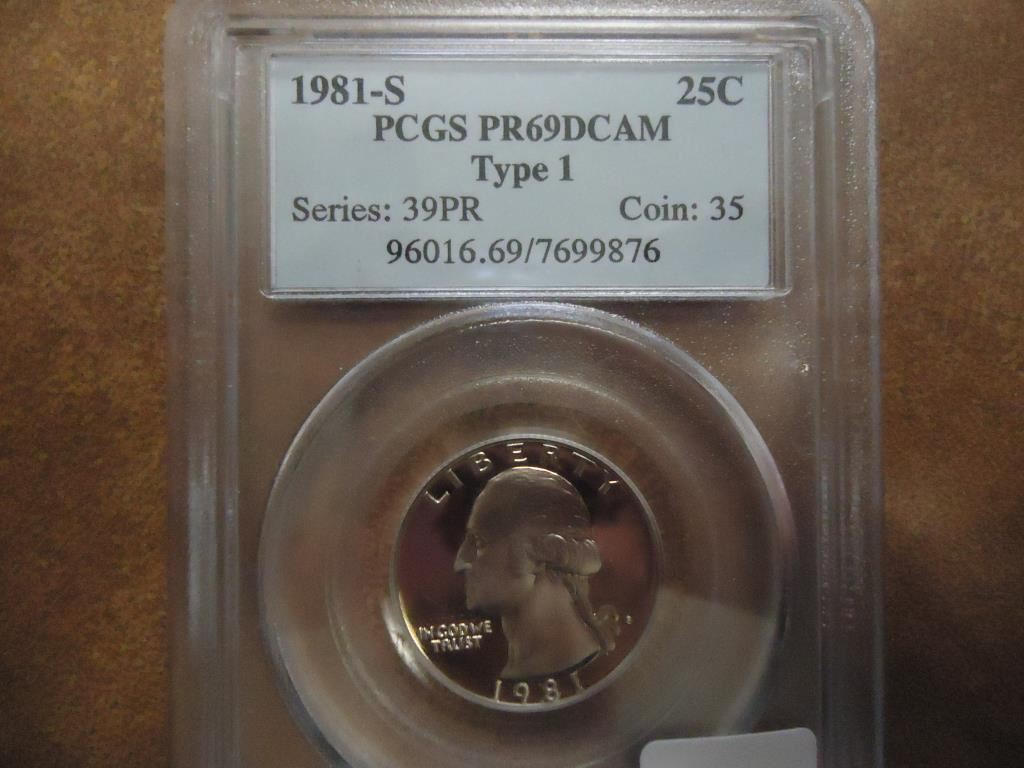 1981-S 25C
PCGS PR69DCAM
Type 1
Series: 39PR Coin: 35
96016.69/7699876
LIBERTY
IN GOD WE
TRUST
1981